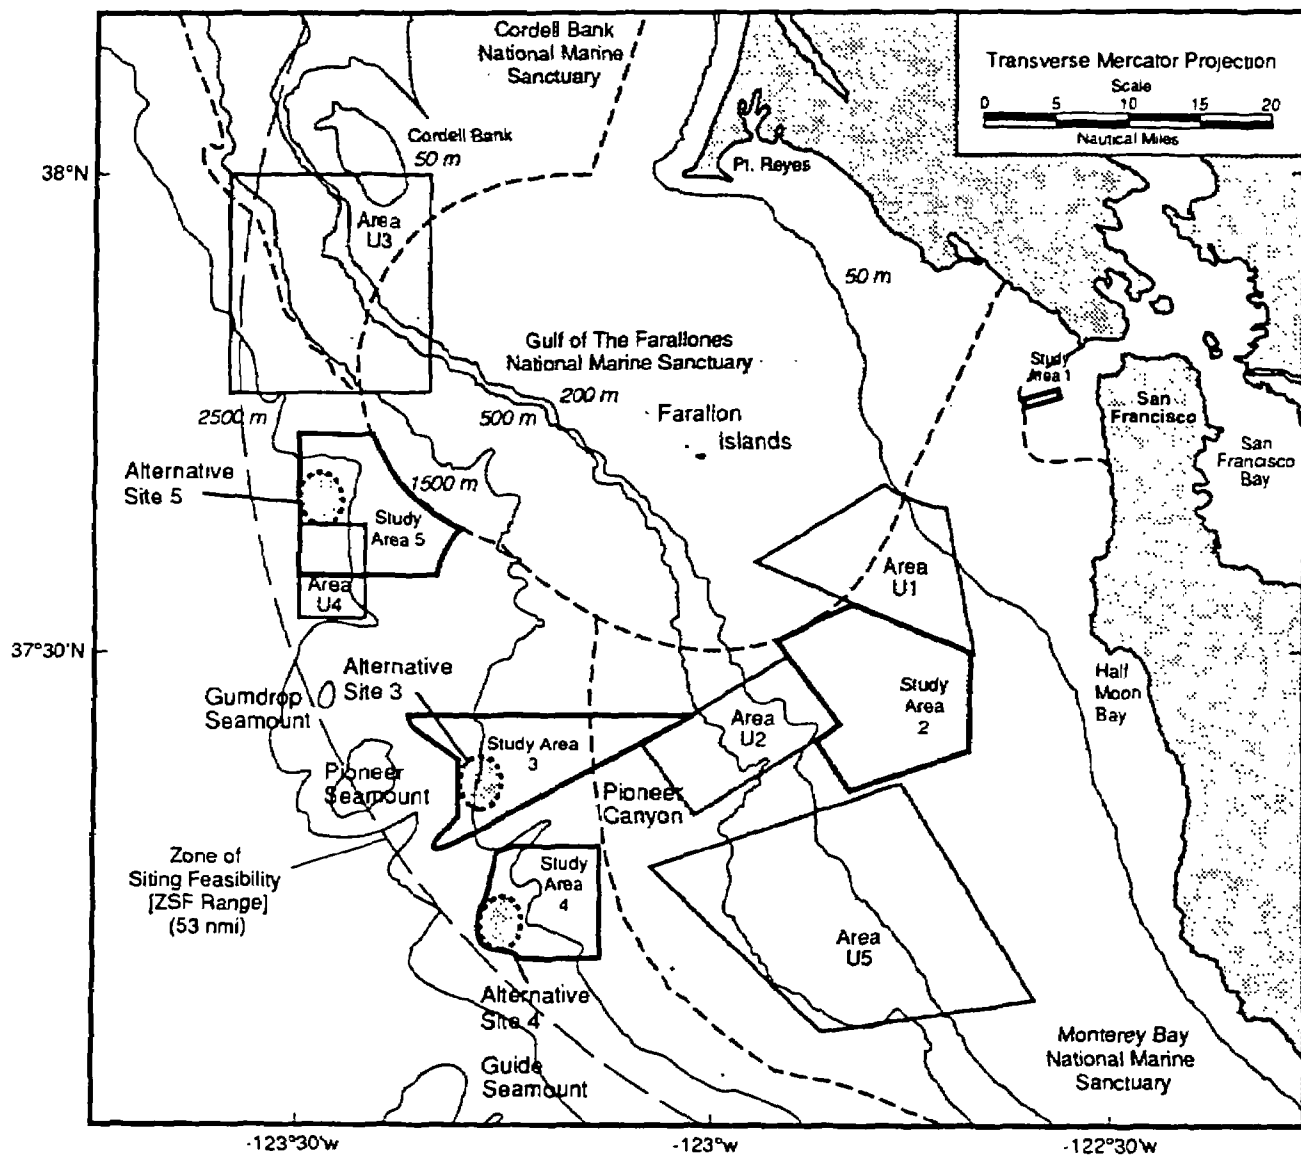 Cordell Bank
National Marine
Sanctuary
Transverse Mercator Projection
Scale
0 5 10 15 20
Nautical Miles
Cordell Bank
50 m
Pt. Reyes
38°N
Area
U3
50 m
Gulf of The Farallones
National Marine Sanctuary
200 m
500 m
2500 m
Study
Area 1
San
Francisco
Farallon
Islands
San
Francisco
Bay
Alternative
Site 5
1500 m
Study
Area 5
Area
U4
Area
U1
37°30'N
Alternative
Site 3
Gumdrop
Seamount
Half
Moon
Bay
Study
Area
2
Area
U2
Study Area
3
Pioneer
Seamount
Pioneer
Canyon
Zone of
Siting Feasibility
[ZSF Range]
(53 nmi)
Study
Area
4
Area
U5
Alternative
Site 4
Guide
Seamount
Monterey Bay
National Marine
Sanctuary
-123°30'W
-123°W
-122°30'W